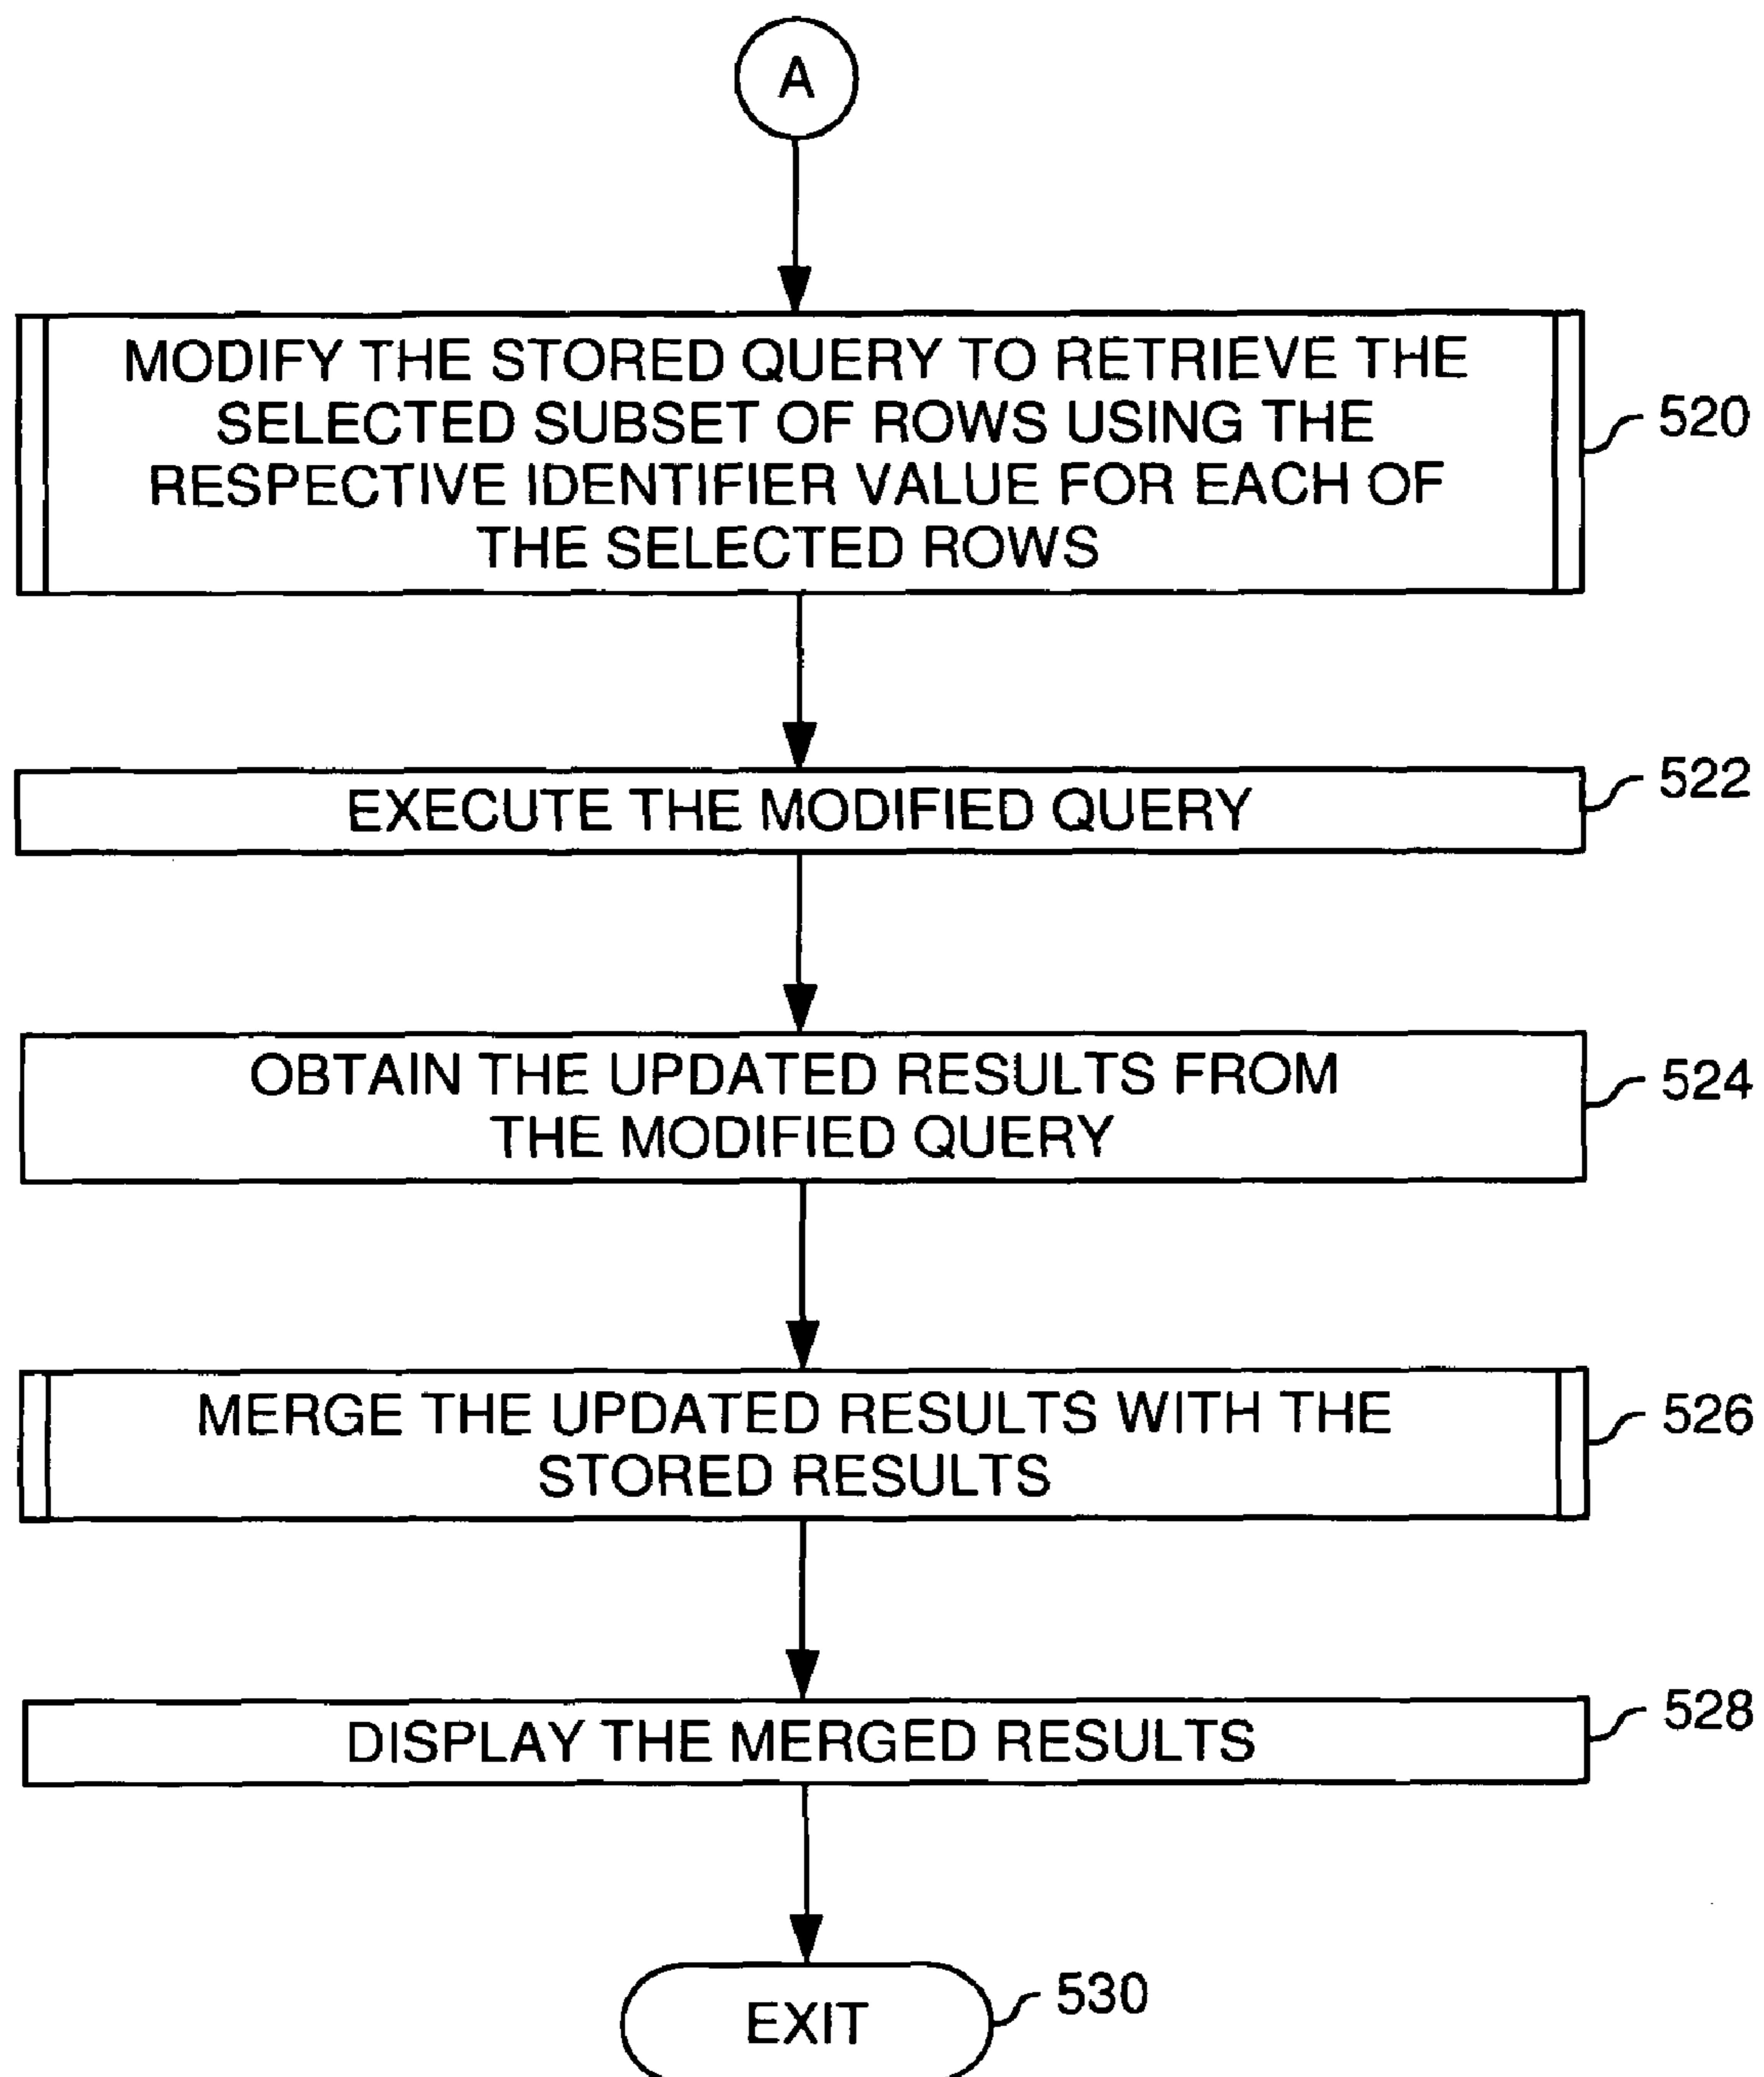 A
MODIFY THE STORED QUERY TO RETRIEVE THE
SELECTED SUBSET OF ROWS USING THE
RESPECTIVE IDENTIFIER VALUE FOR EACH OF
THE SELECTED ROWS
520
EXECUTE THE MODIFIED QUERY
522
OBTAIN THE UPDATED RESULTS FROM
THE MODIFIED QUERY
524
MERGE THE UPDATED RESULTS WITH THE
STORED RESULTS
526
DISPLAY THE MERGED RESULTS
528
EXIT
530